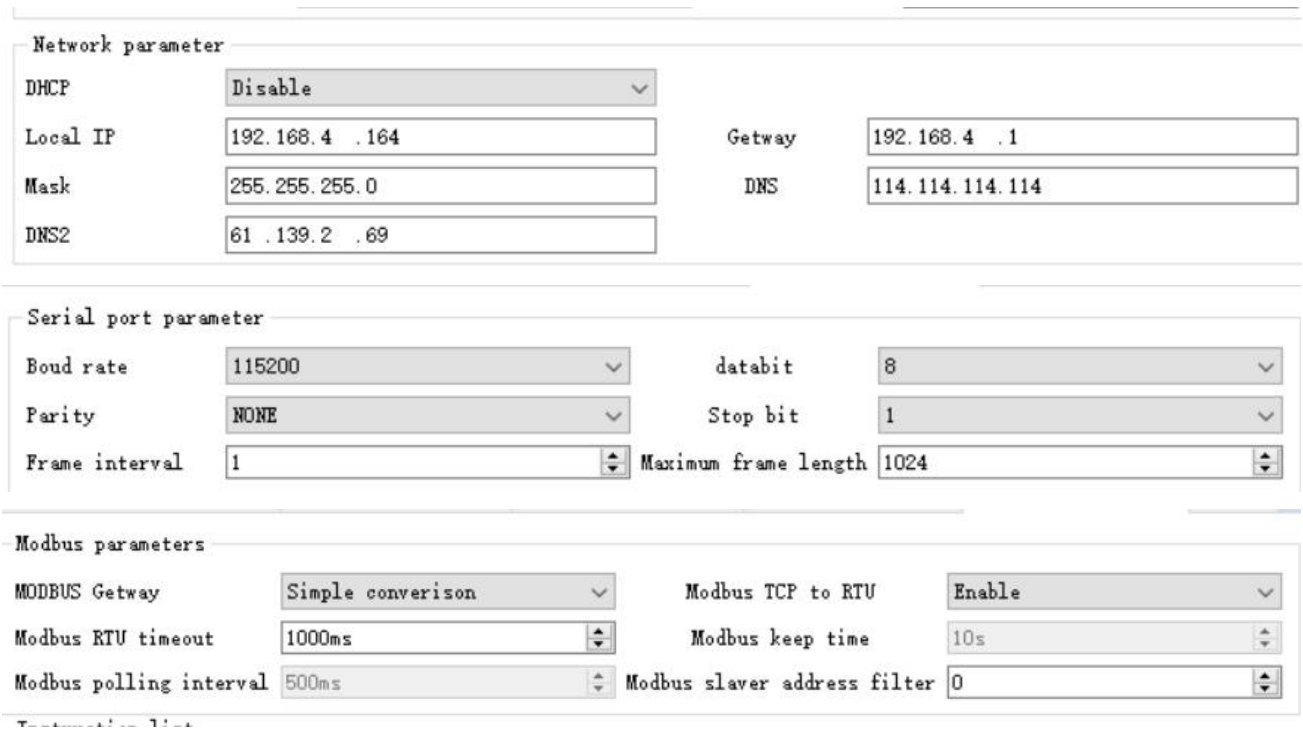 Network parameter
DHCP Disable
Local IP 192.168.4 .164 Getway 192.168.4 .1
Mask 255.255.255.0 DNS 114.114.114.114
DNS2 61 .139.2 .69
Serial port parameter
Boud rate 115200 databit 8
Parity NONE Stop bit 1
Frame interval 1 Maximum frame length 1024
Modbus parameters
MODBUS Getway Simple converison Modbus TCP to RTU Enable
Modbus RTU timeout 1000ms Modbus keep time 10s
Modbus polling interval 500ms Modbus slaver address filter 0